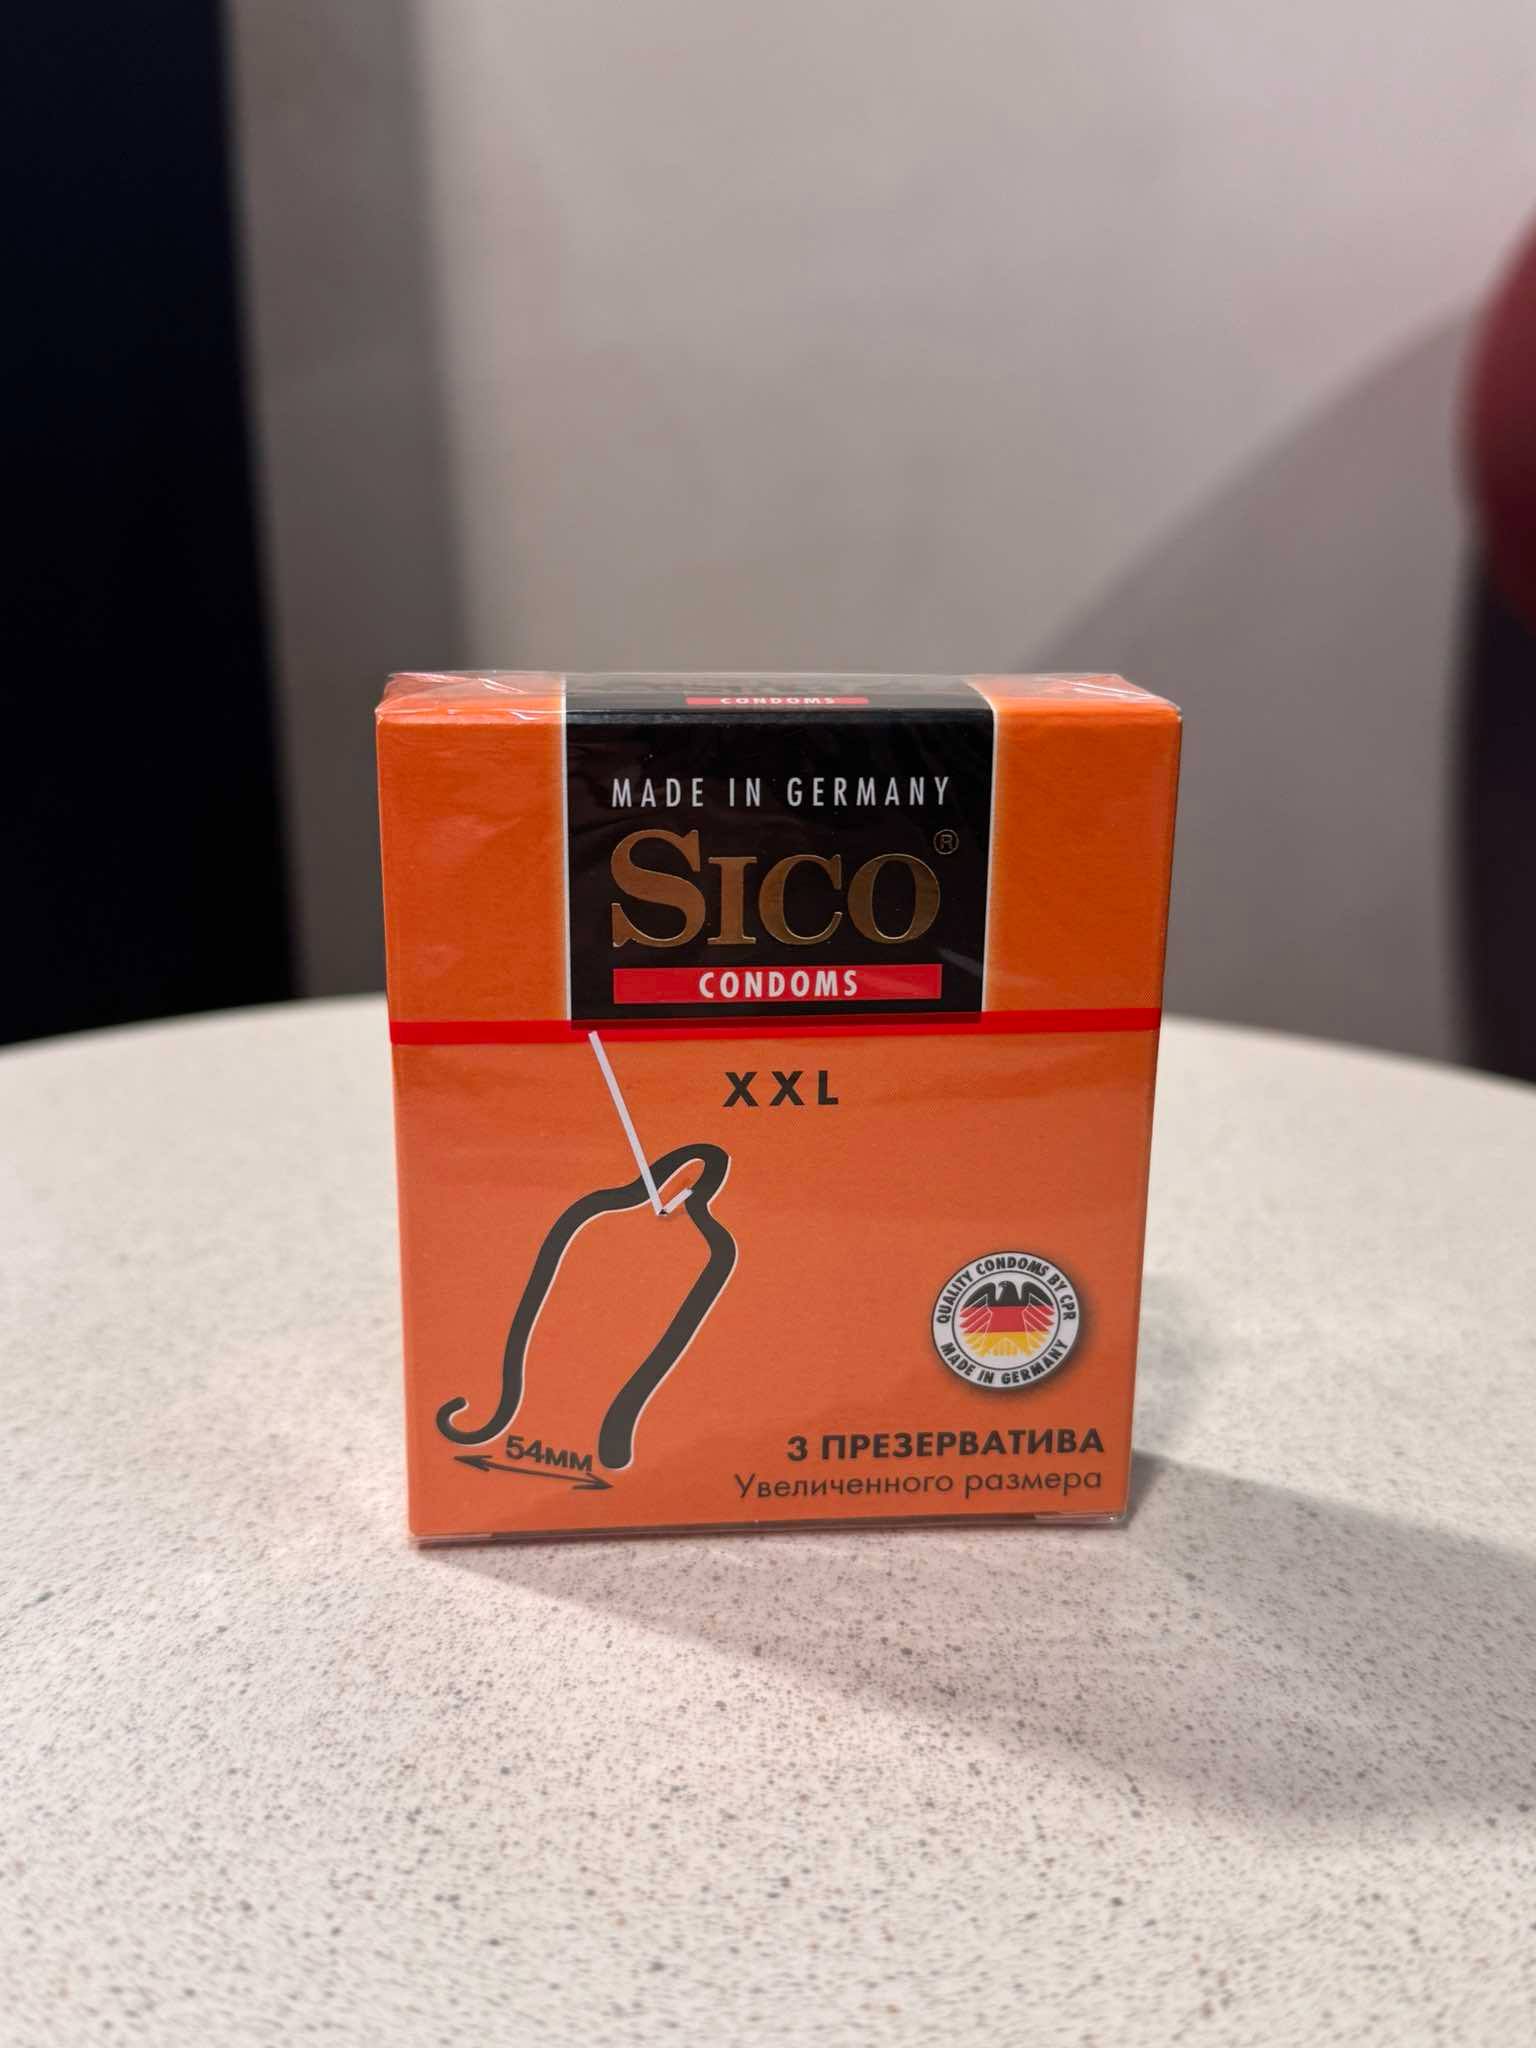 CONDOMS
MADE IN GERMANY
SICO®
CONDOMS
XXL
QUALITY CONDOMS BY CPR
MADE IN GERMANY
54мм
3 ПРЕЗЕРВАТИВА
Увеличенного размера